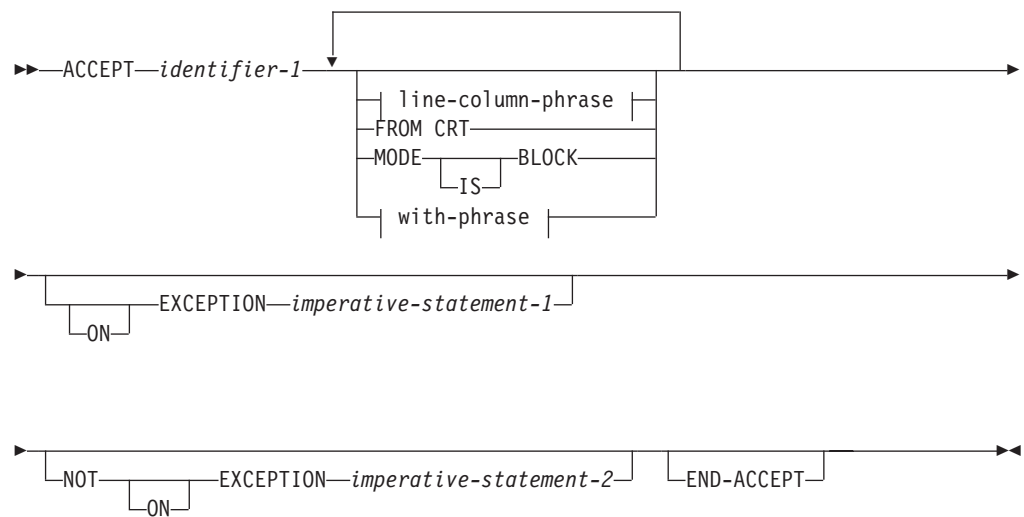 ACCEPT identifier-1
line-column-phrase
FROM CRT
MODE BLOCK
IS
with-phrase
EXCEPTION imperative-statement-1
ON
NOT EXCEPTION imperative-statement-2 END-ACCEPT
ON